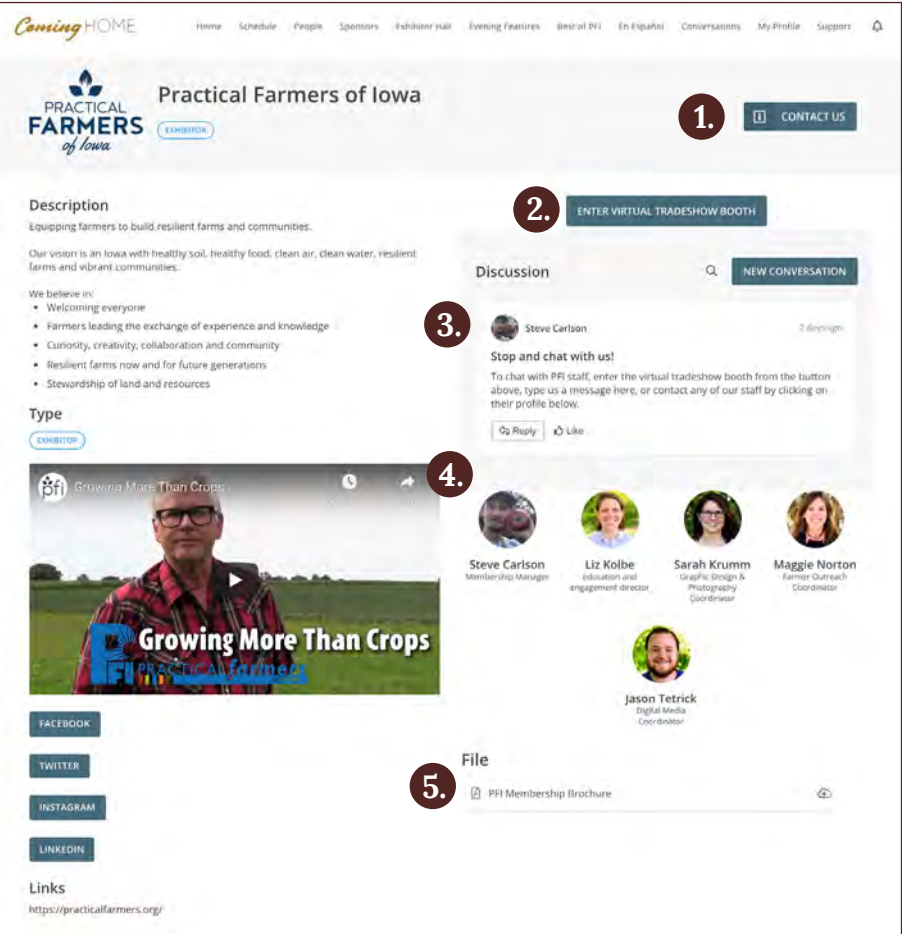 Coming HOME
Home Schedule People Sponsors Exhibitor Hall Evening Features Best of PFI En Español Conversations My Profile Support
PRACTICAL
FARMERS
of Iowa
Practical Farmers of Iowa
EXHIBITOR
1.
CONTACT US
Description
Equipping farmers to build resilient farms and communities.
Our vision is an Iowa with healthy soil, healthy food, clean air, clean water, resilient
farms and vibrant communities.
We believe in:
• Welcoming everyone
• Farmers leading the exchange of experience and knowledge
• Curiosity, creativity, collaboration and community
• Resilient farms now and for future generations
• Stewardship of land and resources
Type
EXHIBITOR
pfi Growing More Than Crops
Growing More Than Crops
PFI PRACTICAL farmers
FACEBOOK
TWITTER
INSTAGRAM
LINKEDIN
Links
https://practicalfarmers.org/
2.
ENTER VIRTUAL TRADESHOW BOOTH
Discussion
NEW CONVERSATION
3.
Steve Carlson 2 days ago
Stop and chat with us!
To chat with PFI staff, enter the virtual tradeshow booth from the button
above, type us a message here, or contact any of our staff by clicking on
their profile below.
Reply Like
4.
Steve Carlson
Membership Manager
Liz Kolbe
education and
engagement director
Sarah Krumm
Graphic Design &
Photography
Coordinator
Maggie Norton
Farmer Outreach
Coordinator
Jason Tetrick
Digital Media
Coordinator
File
5.
PFI Membership Brochure